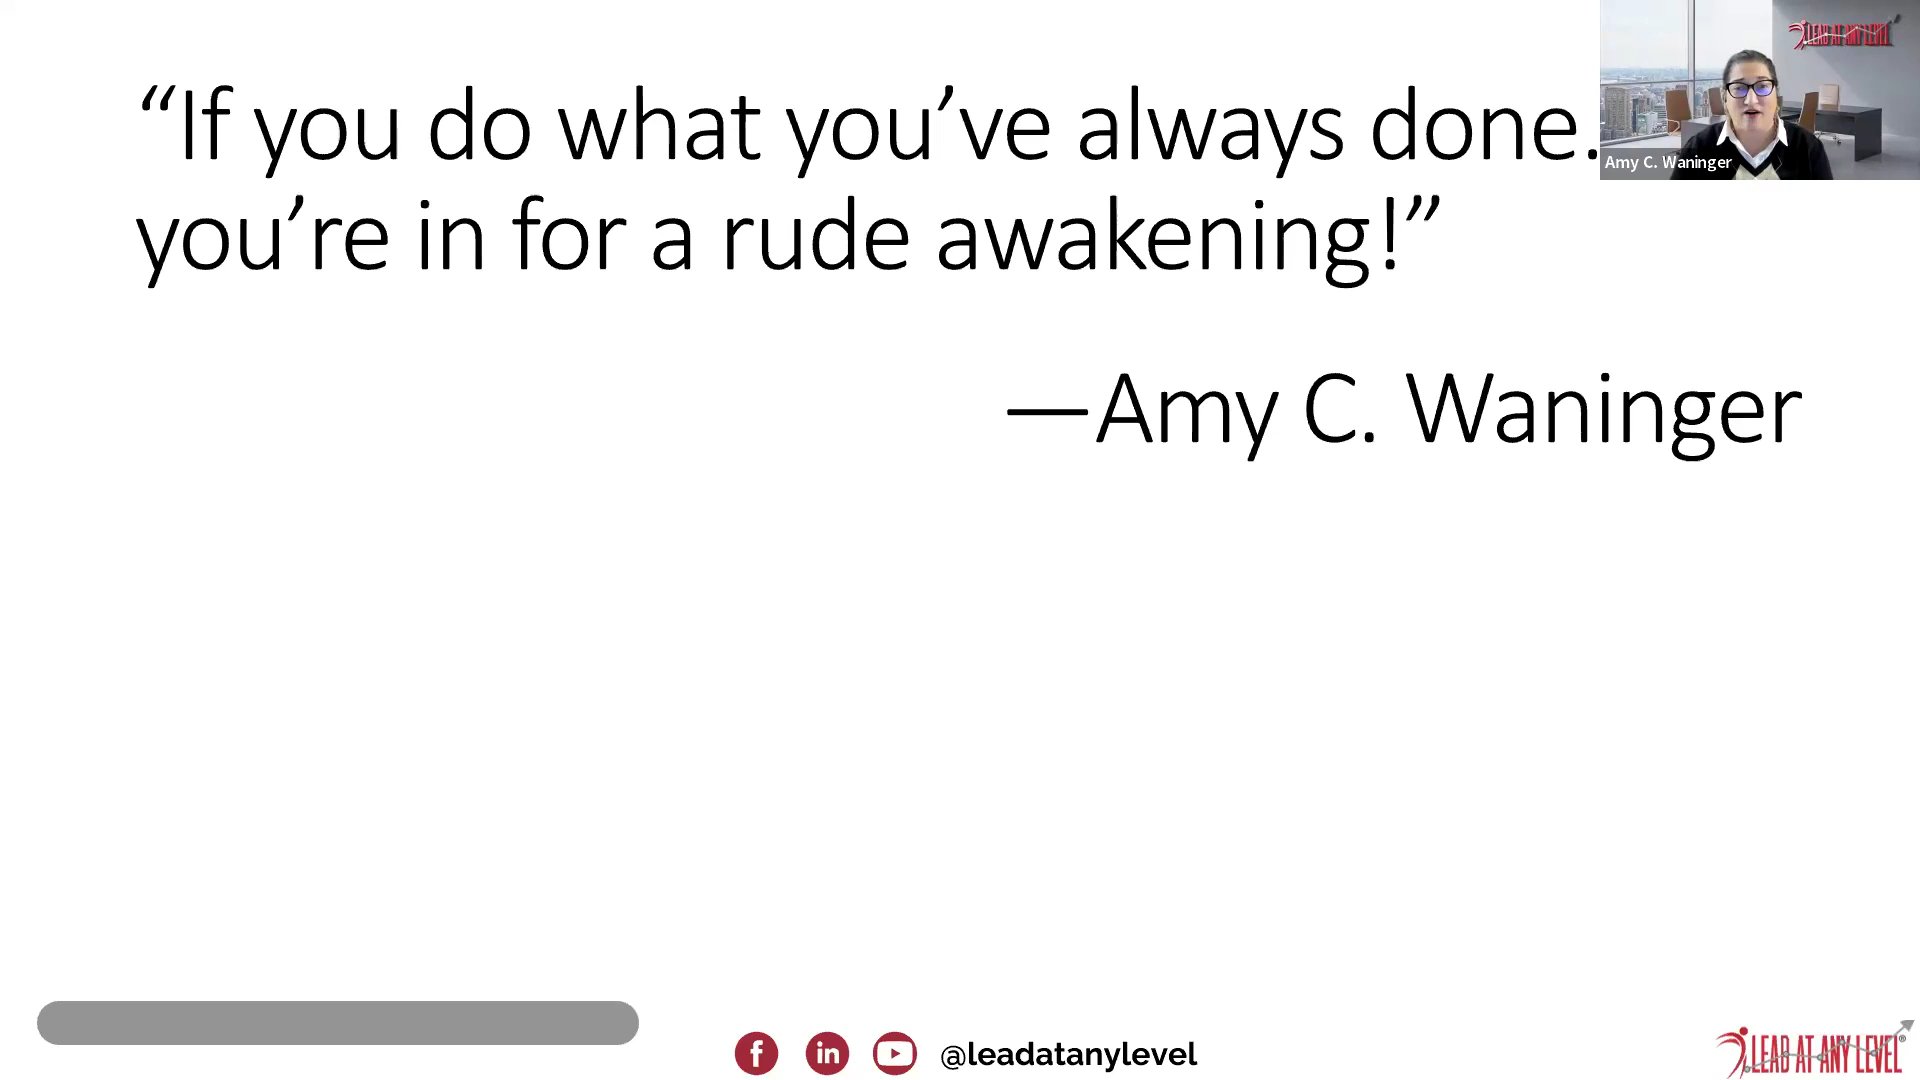 “If you do what you’ve always done.
you’re in for a rude awakening!”
—Amy C. Waninger
LEAD AT ANY LEVEL
Amy C. Waninger
f in @leadatanylevel
LEAD AT ANY LEVEL®